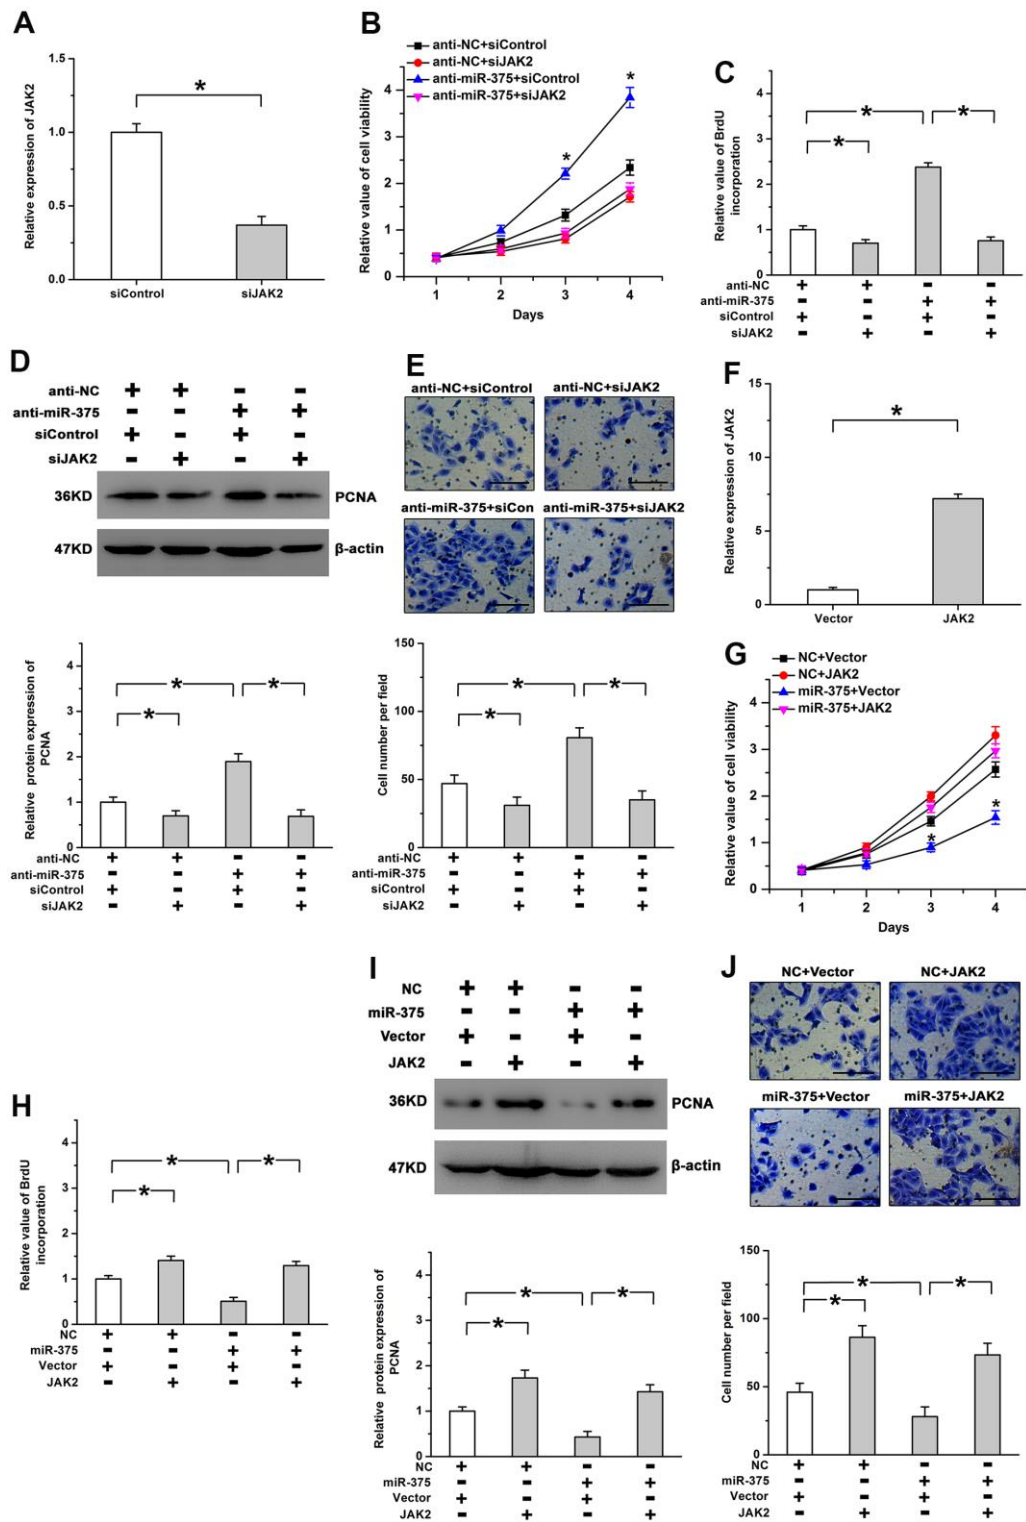 A
Relative expression of JAK2
1.5
1.0
0.5
0.0
*
siControl
siJAK2
B
anti-NC+siControl
anti-NC+siJAK2
anti-miR-375+siControl
anti-miR-375+siJAK2
Relative value of cell viability
4
3
2
1
0
*
*
1 2 3 4
Days
C
Relative value of BrdU
incorporation
4
3
2
1
0
* * *
anti-NC + + - -
anti-miR-375 - - + +
siControl + - + -
siJAK2 - + - +
D
anti-NC + + - -
anti-miR-375 - - + +
siControl + - + -
siJAK2 - + - +
36KD PCNA
47KD β-actin
Relative protein expression of
PCNA
4
3
2
1
0
* * *
anti-NC + + - -
anti-miR-375 - - + +
siControl + - + -
siJAK2 - + - +
E
anti-NC+siControl anti-NC+siJAK2
anti-miR-375+siCon anti-miR-375+siJAK2
Cell number per field
150
100
50
0
* * *
anti-NC + + - -
anti-miR-375 - - + +
siControl + - + -
siJAK2 - + - +
F
Relative expression of JAK2
15
10
5
0
*
Vector
JAK2
G
NC+Vector
NC+JAK2
miR-375+Vector
miR-375+JAK2
Relative value of cell viability
4
3
2
1
0
*
*
1 2 3 4
Days
H
Relative value of BrdU
incorporation
4
3
2
1
0
* * *
NC + + - -
miR-375 - - + +
Vector + - + -
JAK2 - + - +
I
NC + + - -
miR-375 - - + +
Vector + - + -
JAK2 - + - +
36KD PCNA
47KD β-actin
Relative protein expression of
PCNA
4
3
2
1
0
* * *
NC + + - -
miR-375 - - + +
Vector + - + -
JAK2 - + - +
J
NC+Vector NC+JAK2
miR-375+Vector miR-375+JAK2
Cell number per field
150
100
50
0
* * *
NC + + - -
miR-375 - - + +
Vector + - + -
JAK2 - + - +